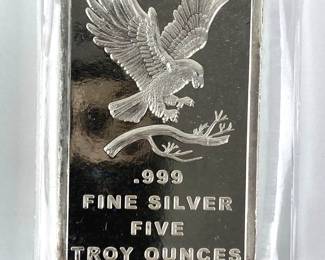 .999
FINE SILVER
FIVE
TROY OUNCES